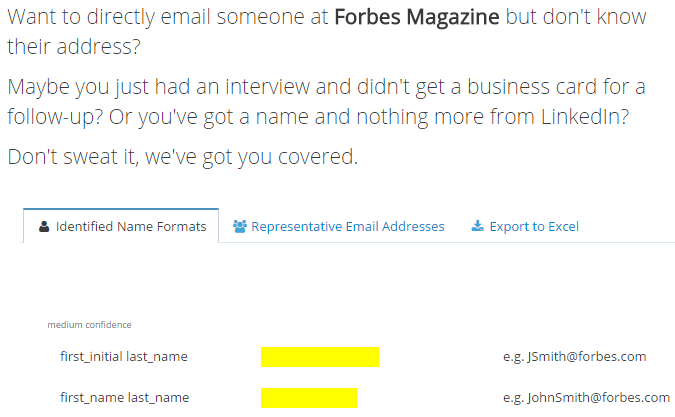 Want to directly email someone at Forbes Magazine but don't know
their address?
Maybe you just had an interview and didn't get a business card for a
follow-up? Or you've got a name and nothing more from LinkedIn?
Don't sweat it, we've got you covered.
Identified Name Formats Representative Email Addresses Export to Excel
medium confidence
first_initial last_name e.g. JSmith@forbes.com
first_name last_name e.g. JohnSmith@forbes.com